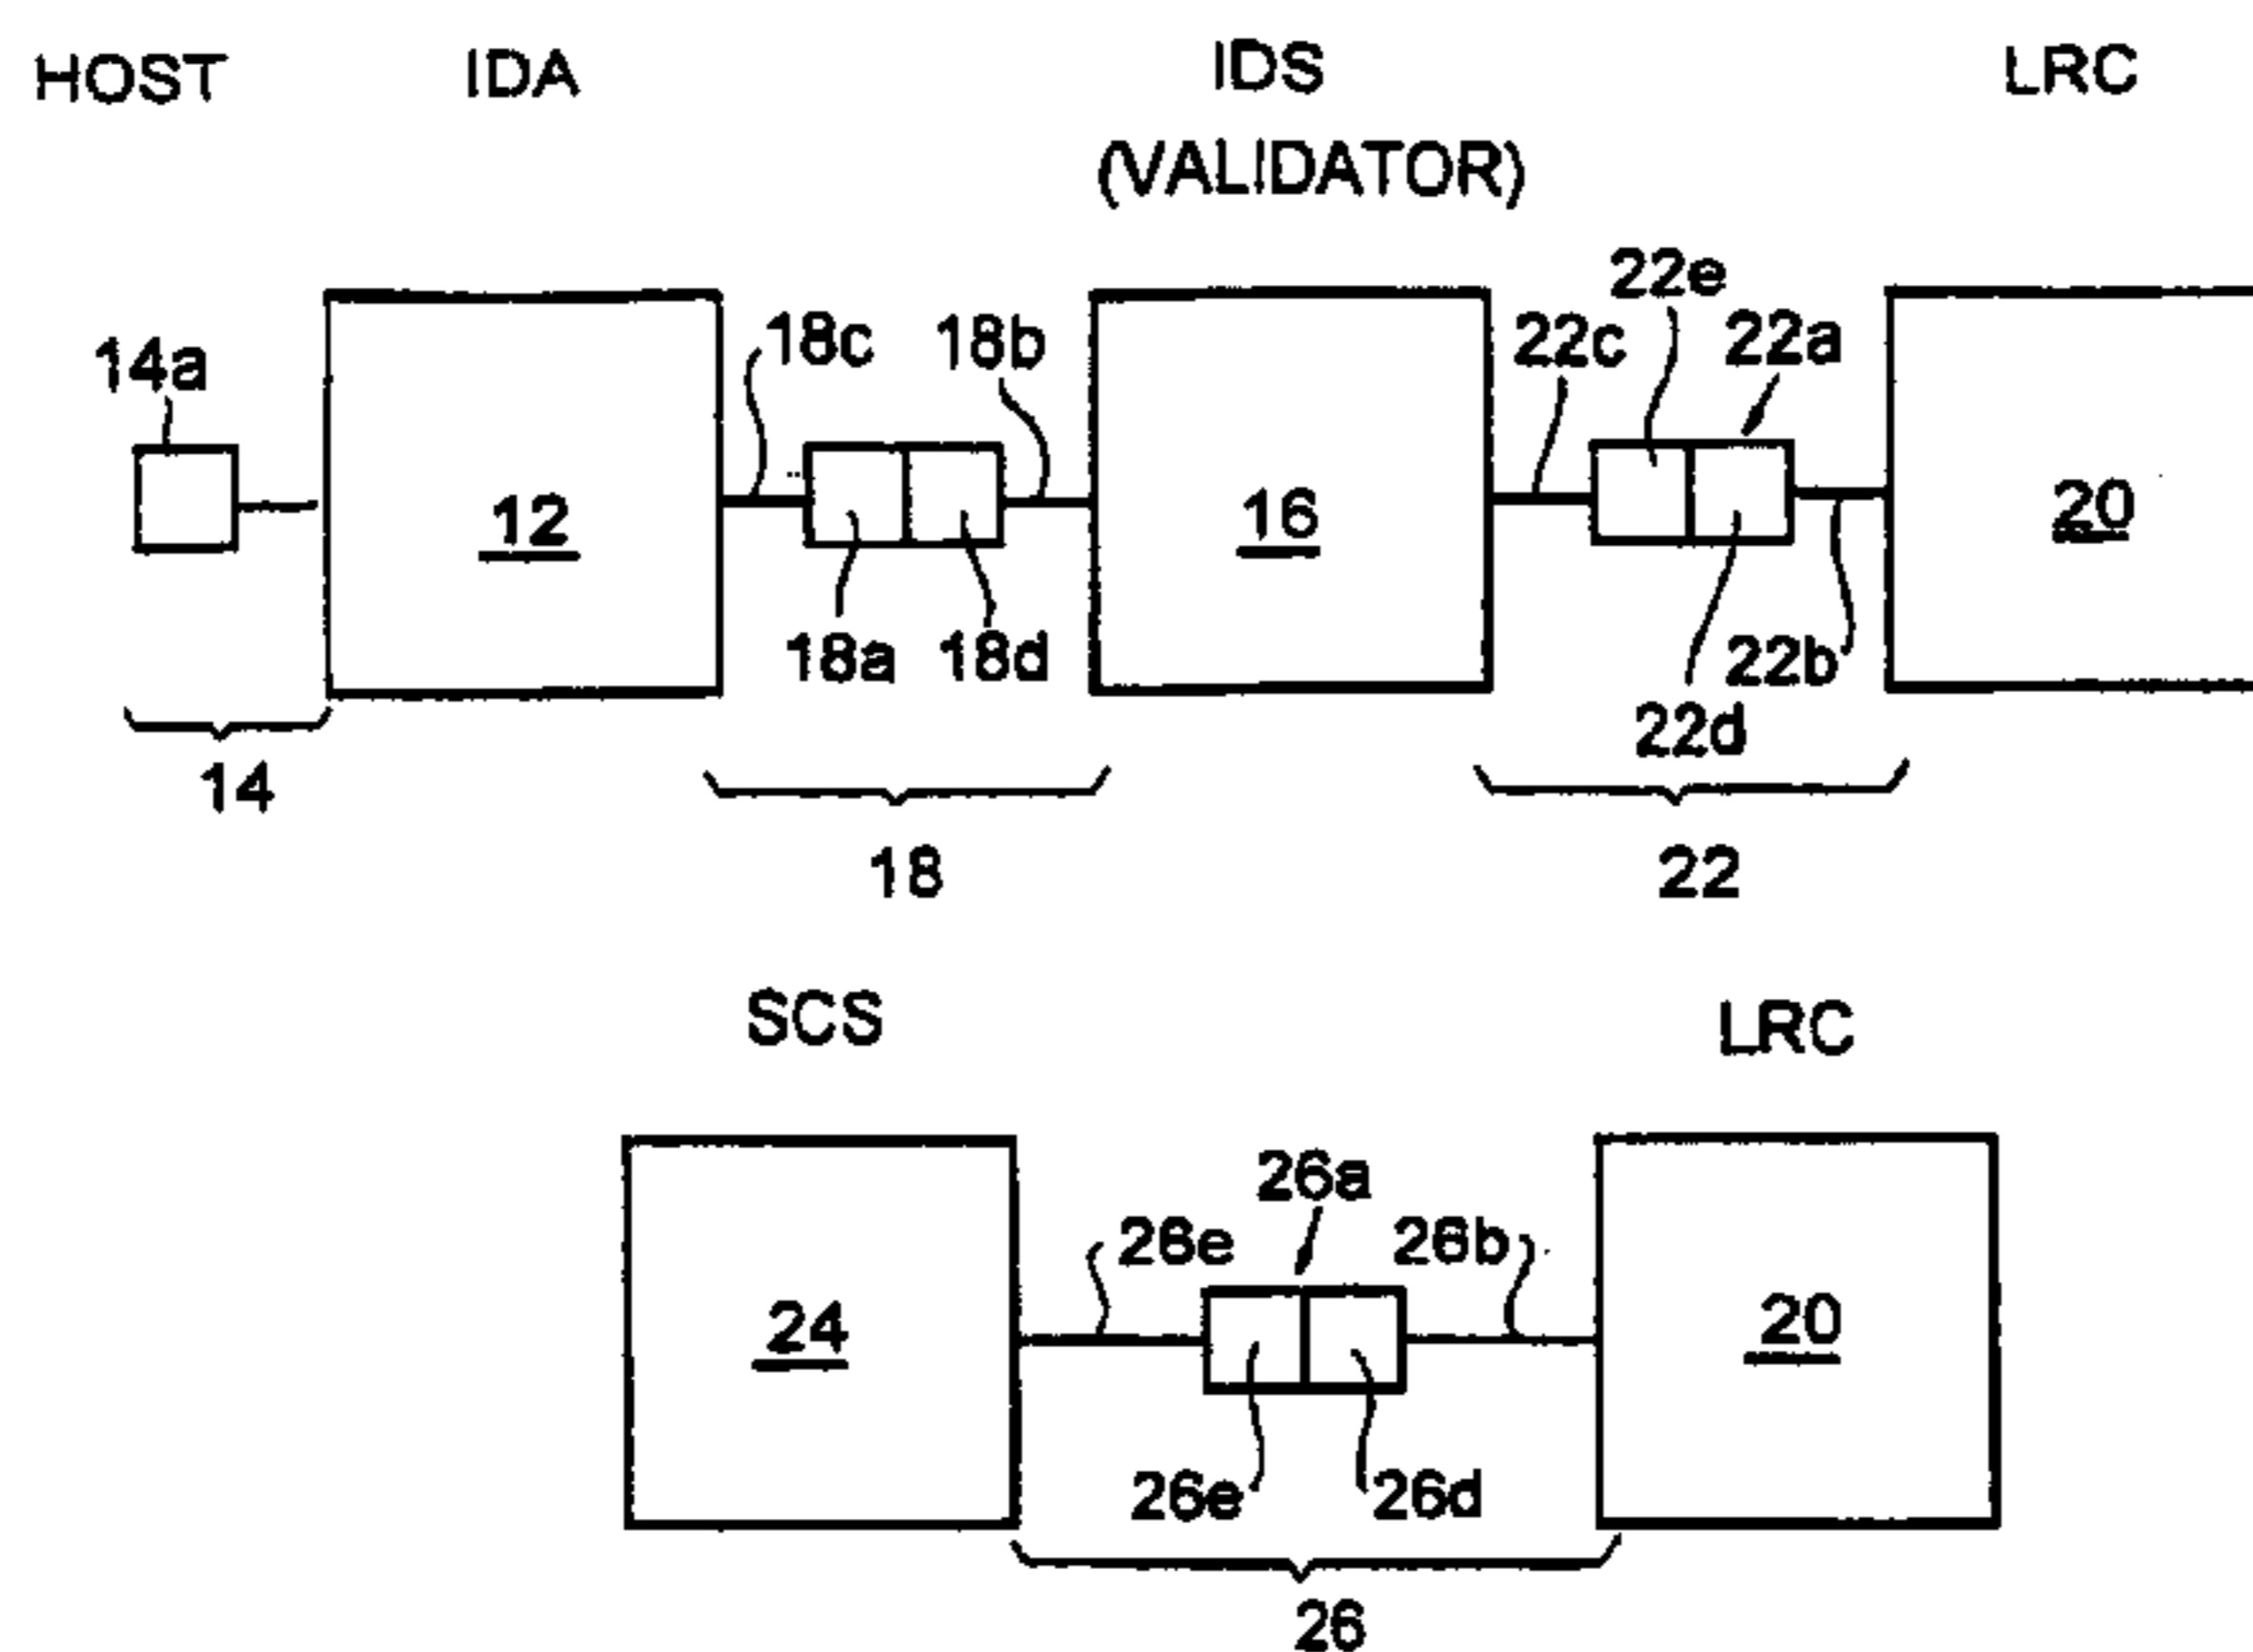 HOST IDA IDS LRC
(VALIDATOR)
22e
14a 18c 18b 22c 22a
12 16 20
18a 18d 22b
22d
14
18 22
SCS LRC
26a
26e 26b
24 20
26e 26d
26